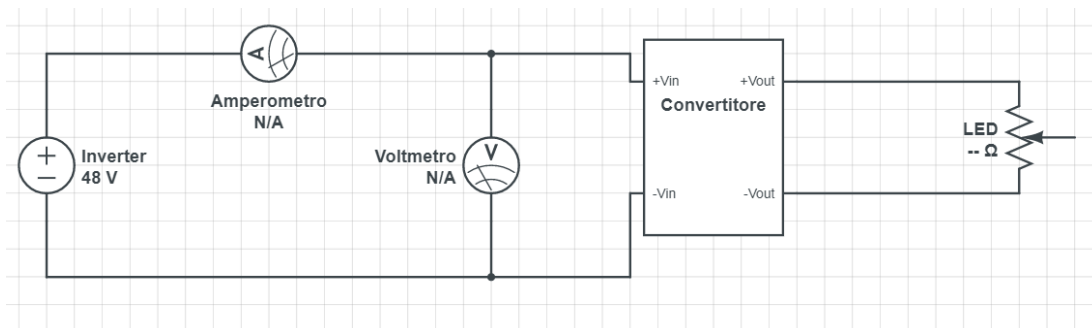 A
Amperometro
N/A
+
−
Inverter
48 V
Voltmetro
N/A
V
+Vin
+Vout
Convertitore
-Vin
-Vout
LED
-- Ω